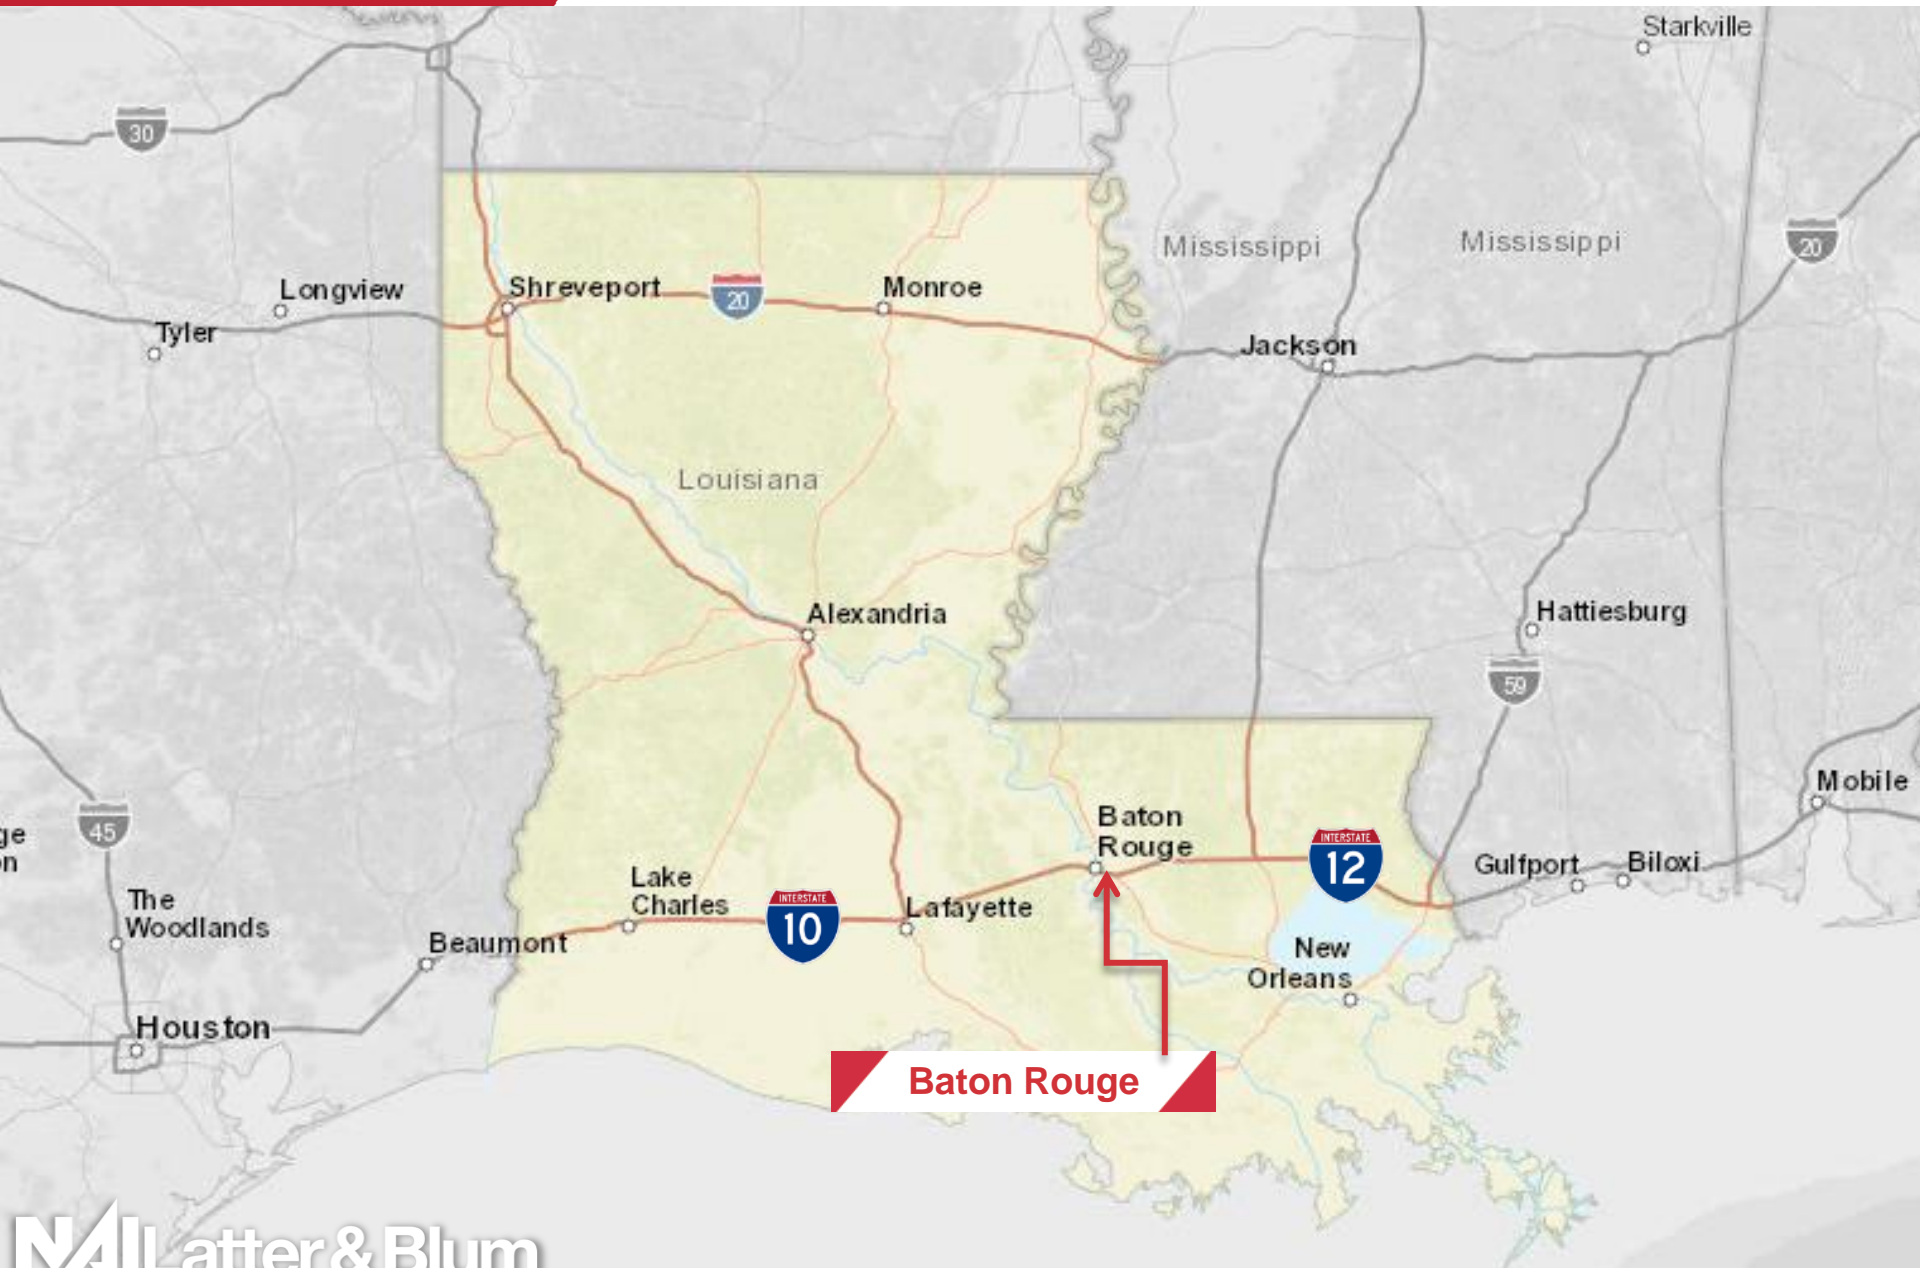 Starkville
30
Mississippi
Mississippi
20
Longview
Shreveport
20
Monroe
Tyler
Jackson
Louisiana
Alexandria
Hattiesburg
59
Mobile
45
ge
n
Baton
Rouge
INTERSTATE
12
Gulfport
Biloxi
The
Woodlands
Lake
Charles
INTERSTATE
10
Lafayette
Beaumont
New
Orleans
Houston
Baton Rouge
NAI Latter & Blum